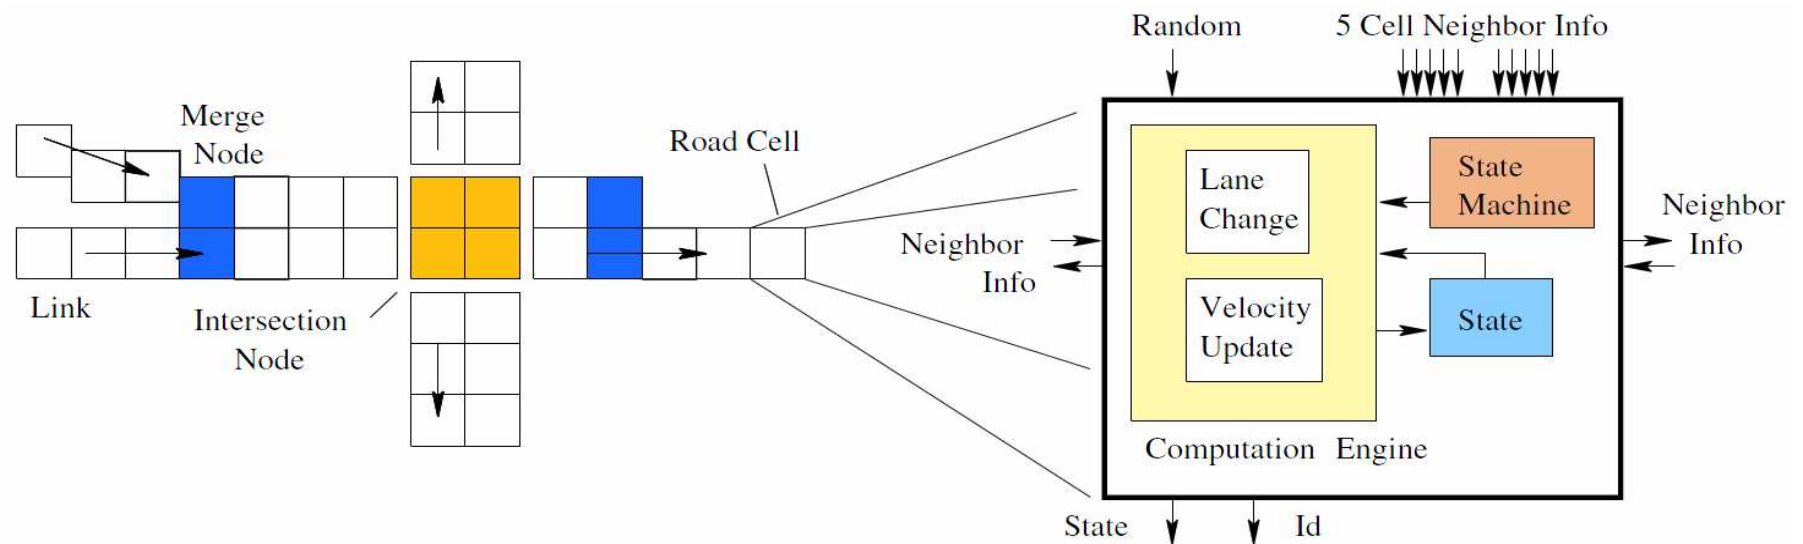 Random
5 Cell Neighbor Info
Merge
Node
Road Cell
Link
Intersection
Node
Neighbor
Info
Lane
Change
Velocity
Update
State
Machine
State
Computation Engine
Neighbor
Info
State
Id